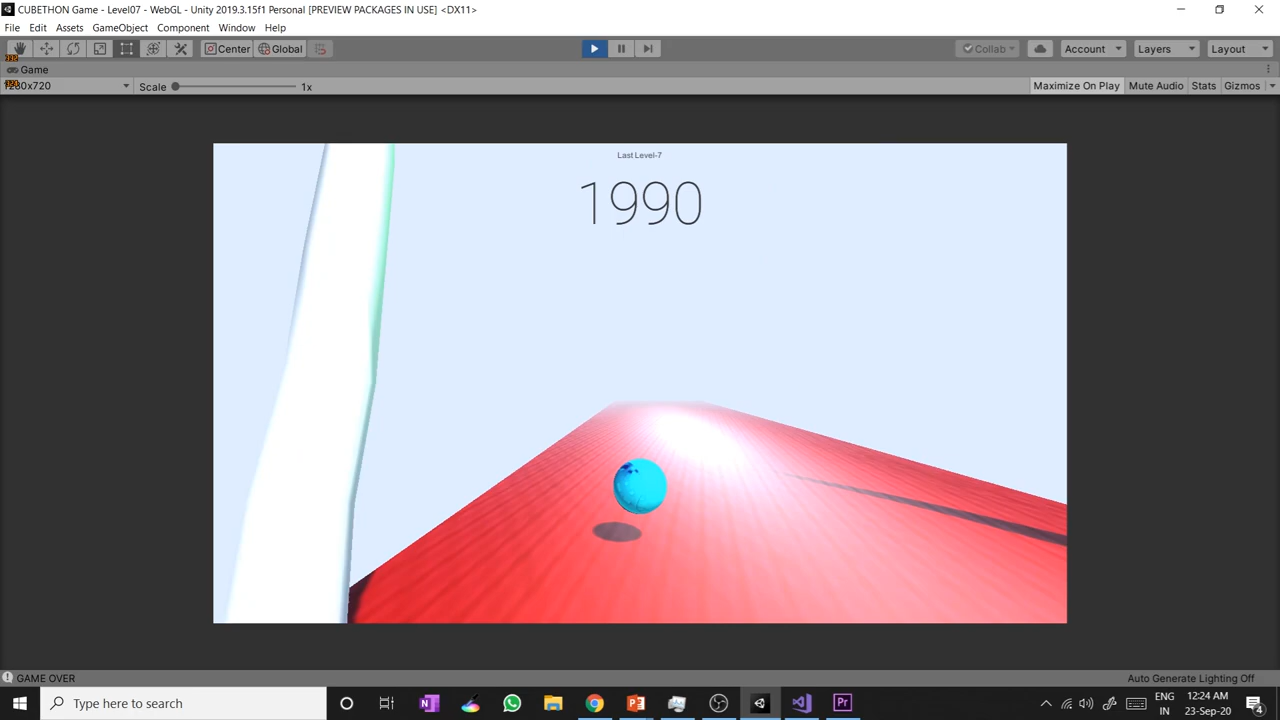 CUBETHON Game - Level07 - WebGL - Unity 2019.3.15f1 Personal [PREVIEW PACKAGES IN USE] <DX11>
File Edit Assets GameObject Component Window Help
Center Global Collab Account Layers Layout
Game
Scale 1x Maximize On Play Mute Audio Stats Gizmos
Last Level-7
1990
GAME OVER Auto Generate Lighting Off
Type here to search
ENG 12:24 AM
IN 23-Sep-20
4